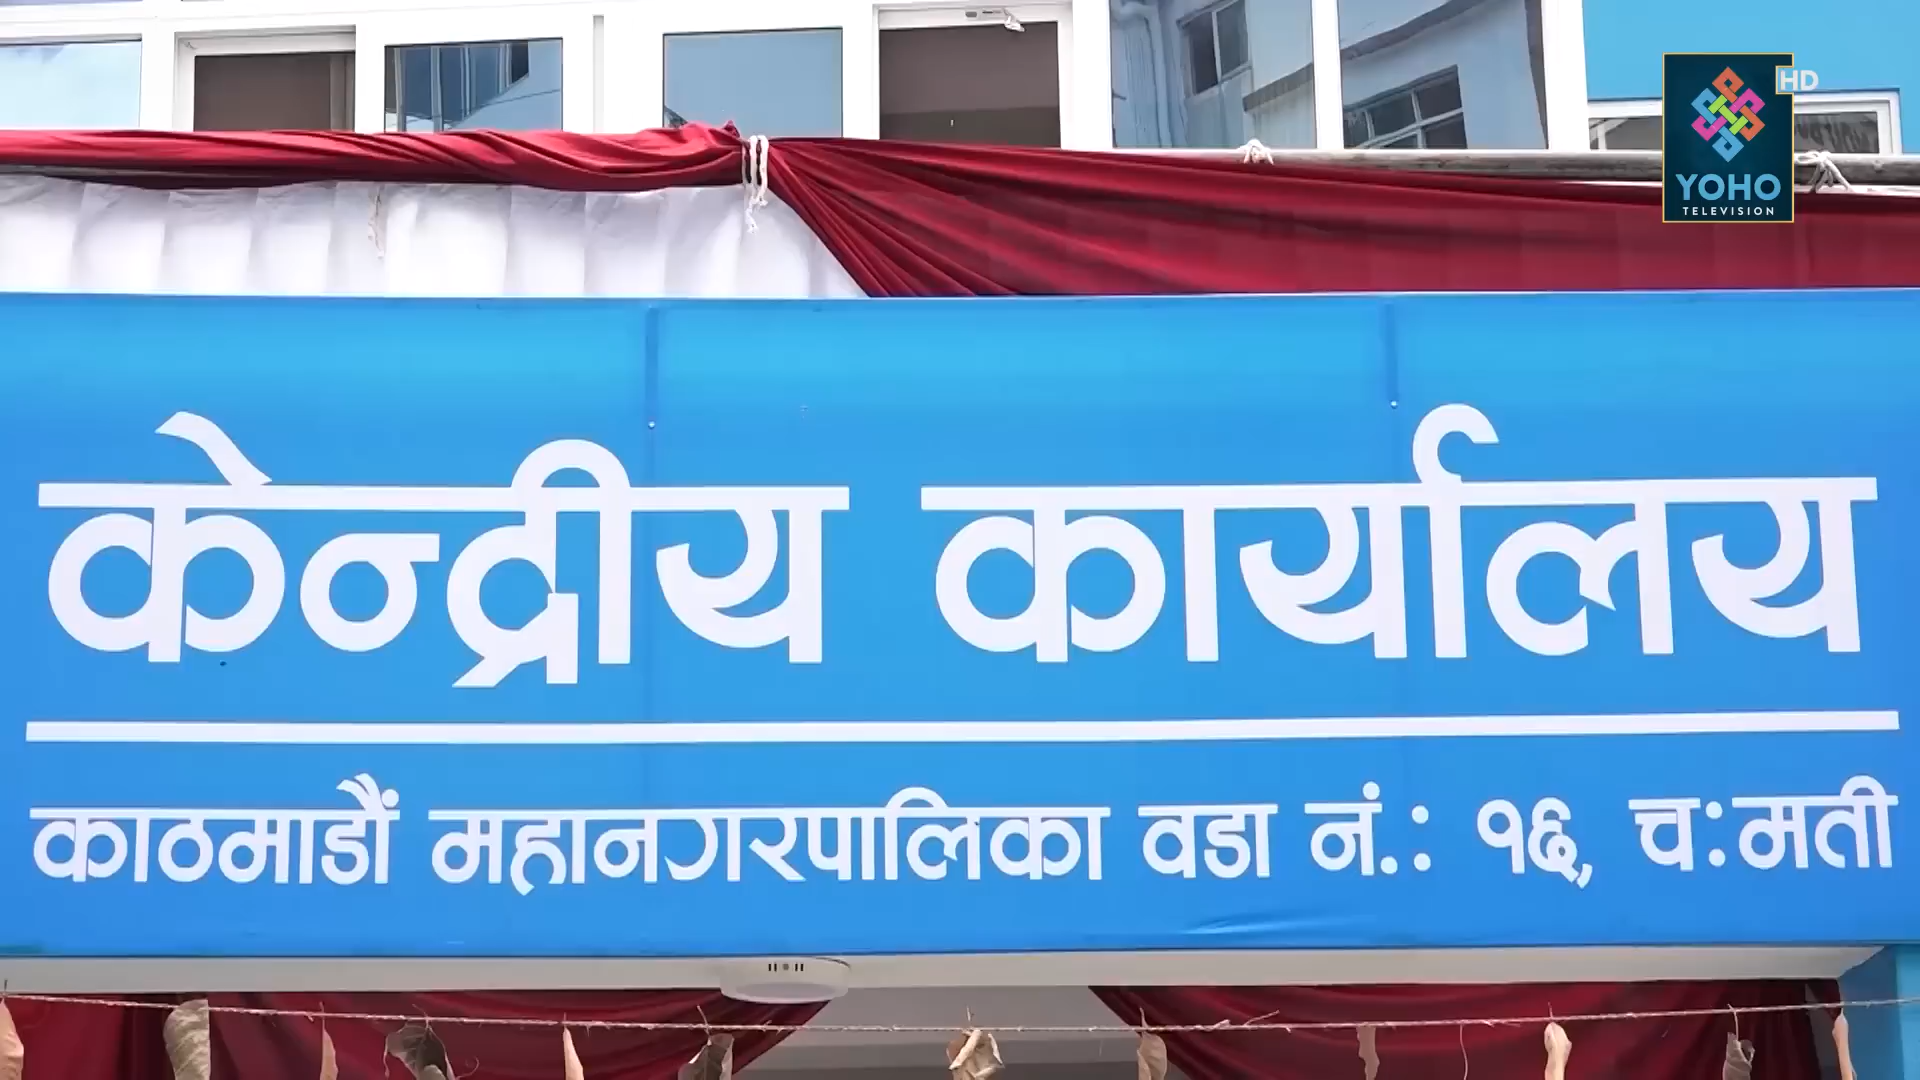 HD
YOHO
TELEVISION
केन्द्रीय कार्यालय
काठमाडौं महानगरपालिका वडा नं.: १६, च:मती